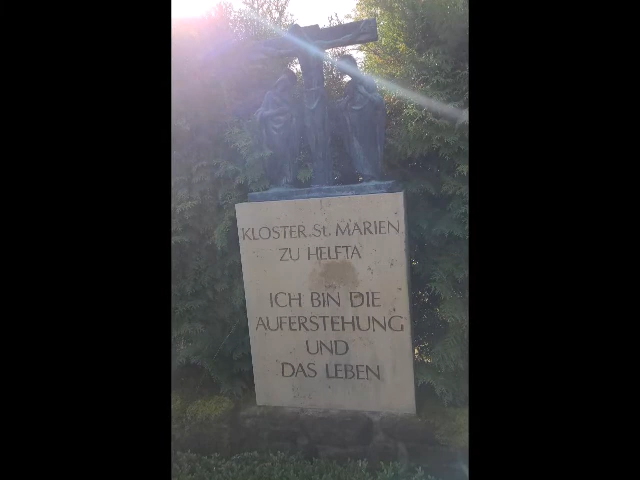 KLOSTER St. MARIEN
ZU HELFTA
ICH BIN DIE
AUFERSTEHUNG
UND
DAS LEBEN